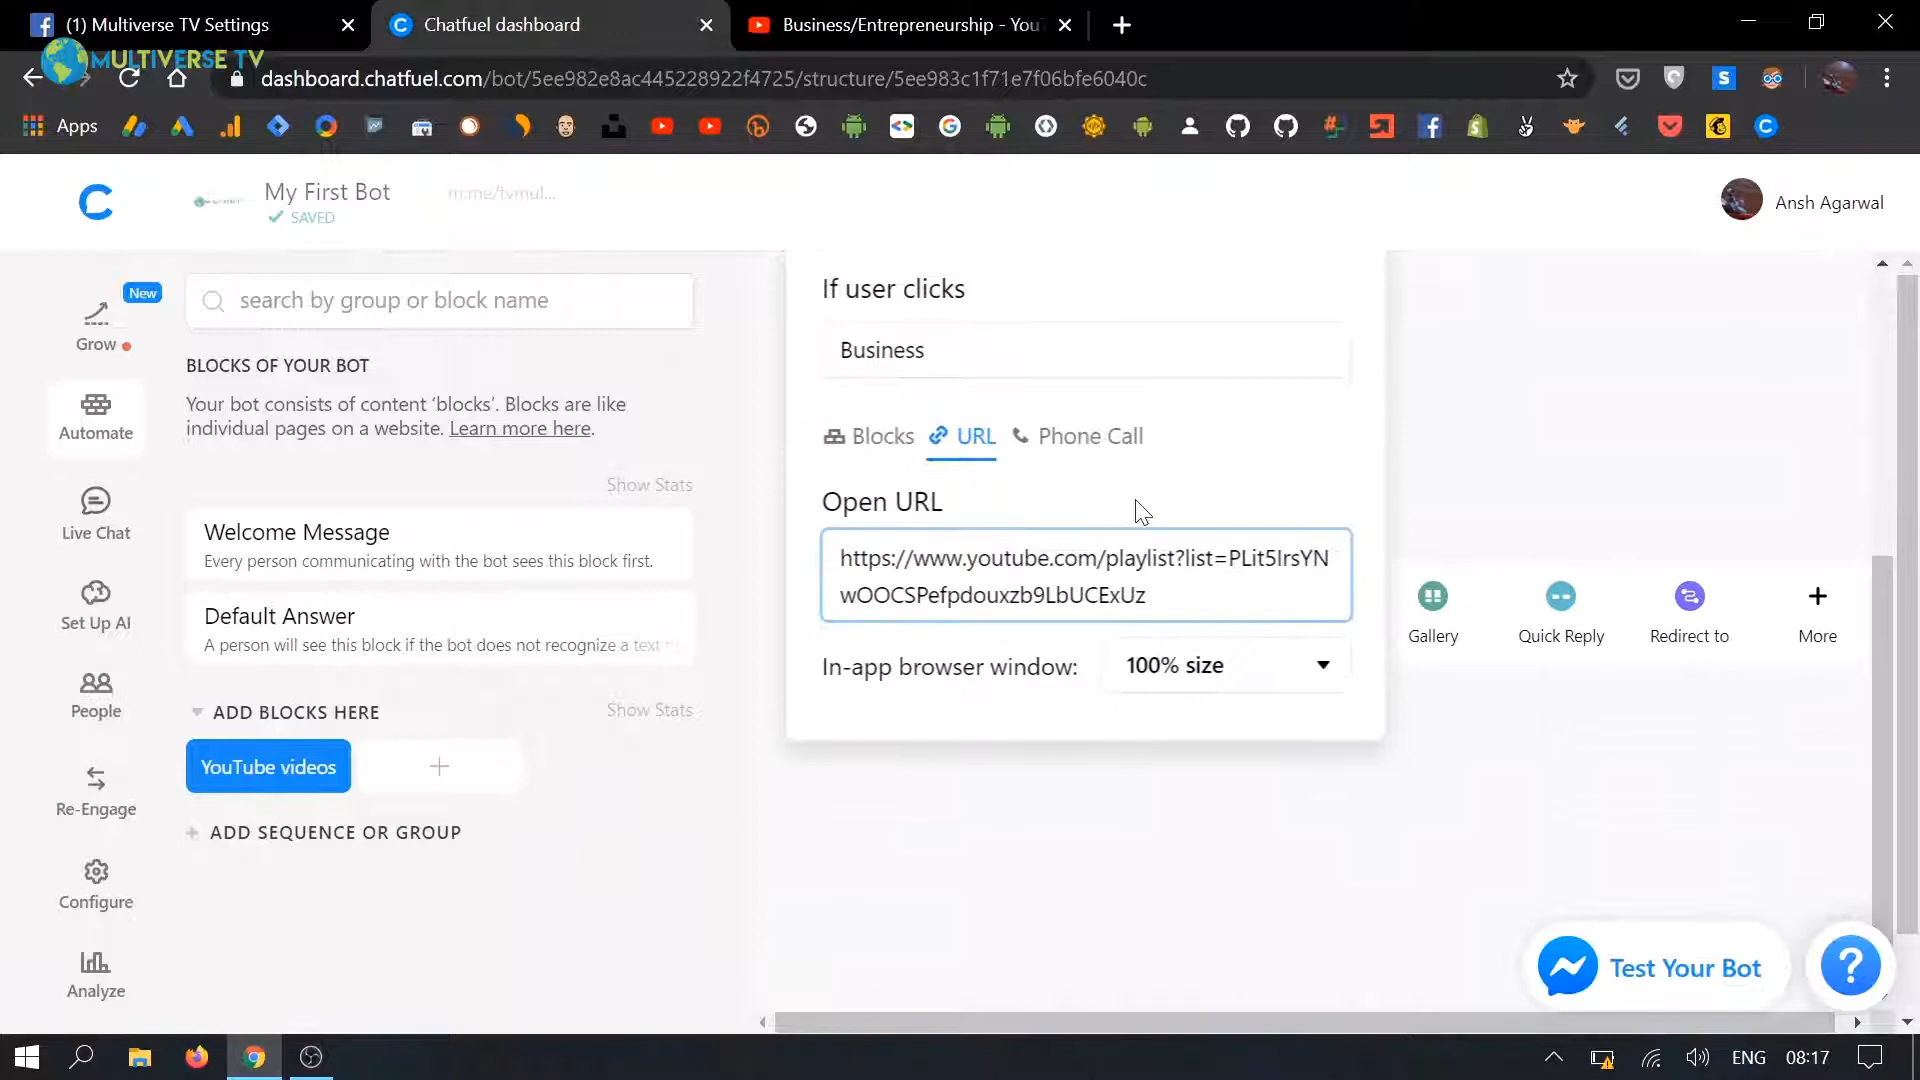 (1) Multiverse TV Settings
Chatfuel dashboard
Business/Entrepreneurship - You
MULTIVERSE TV
dashboard.chatfuel.com/bot/5ee982e8ac445228922f4725/structure/5ee983c1f71e7f06bfe6040c
Apps
My First Bot
m.me/tvmul...
SAVED
Ansh Agarwal
New
Grow
Automate
Live Chat
Set Up AI
People
Re-Engage
Configure
Analyze
search by group or block name
BLOCKS OF YOUR BOT
Your bot consists of content ‘blocks’. Blocks are like
individual pages on a website. Learn more here.
Show Stats
Welcome Message
Every person communicating with the bot sees this block first.
Default Answer
A person will see this block if the bot does not recognize a text
ADD BLOCKS HERE
Show Stats
YouTube videos
ADD SEQUENCE OR GROUP
If user clicks
Business
Blocks URL Phone Call
Open URL
https://www.youtube.com/playlist?list=PLit5IrsYN
wOOCSPefpdouxzb9LbUCExUz
In-app browser window: 100% size
Gallery
Quick Reply
Redirect to
More
Test Your Bot
?
ENG 08:17